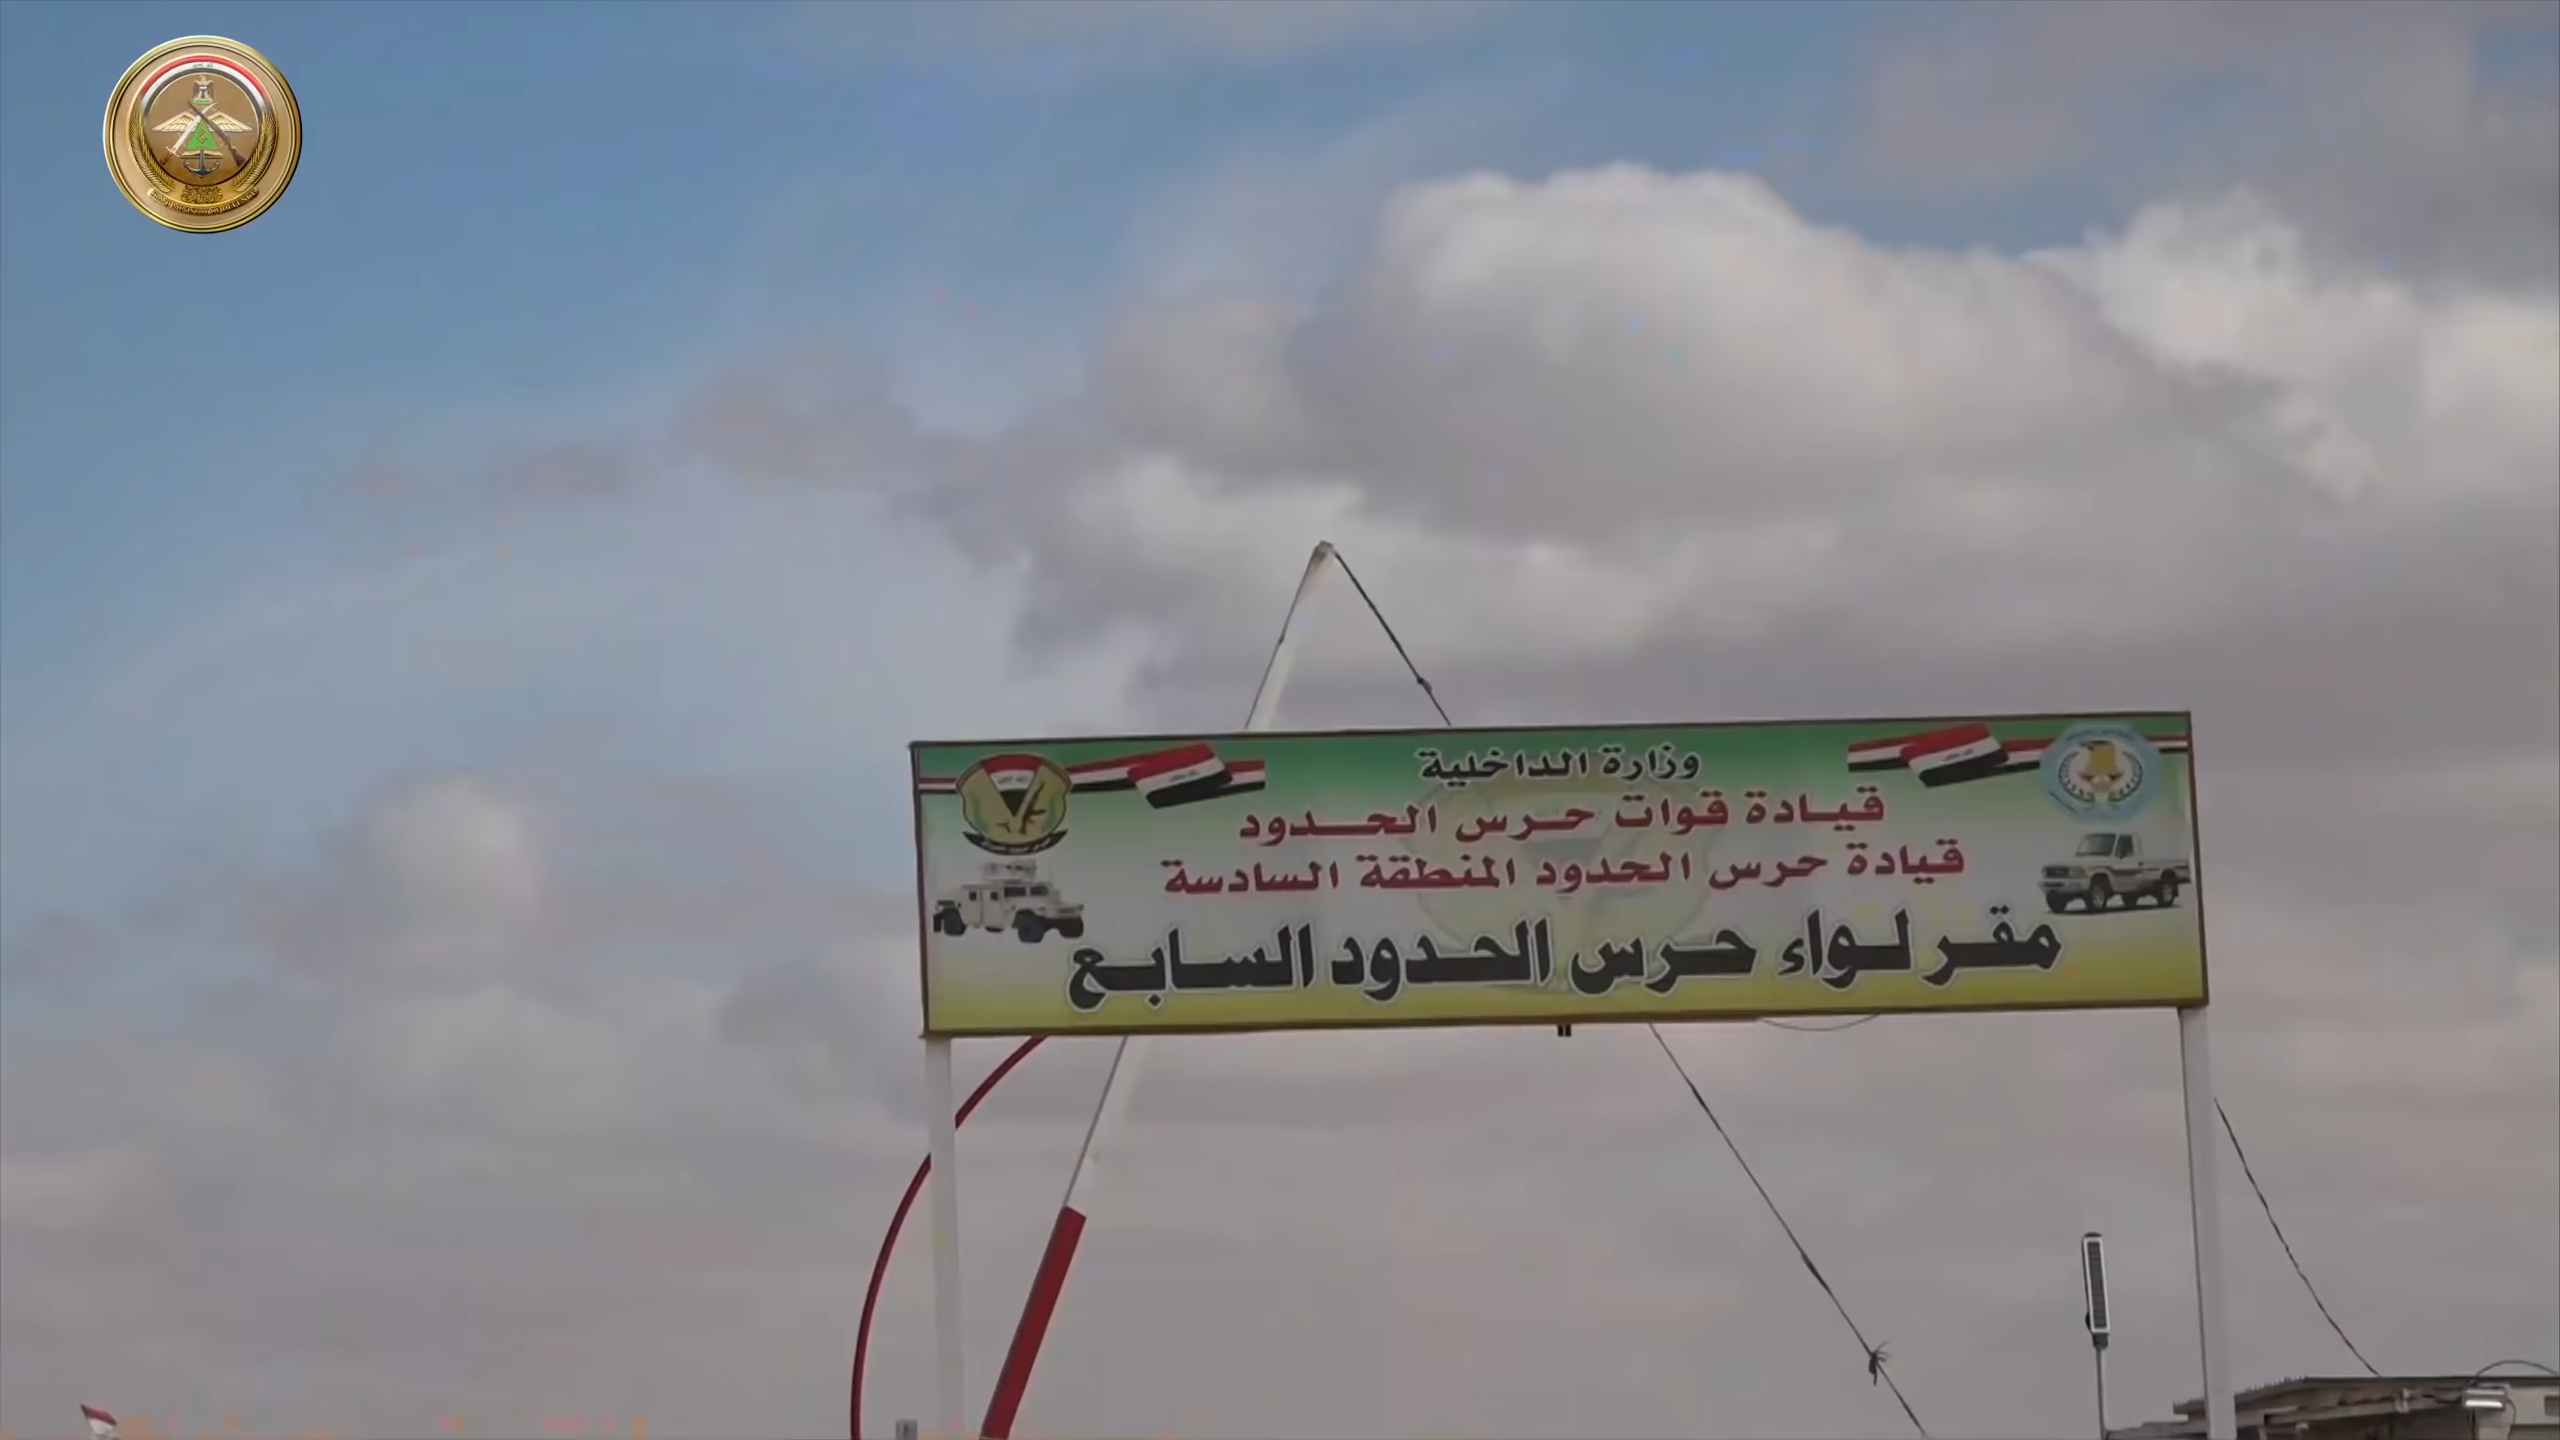 وزارة الداخلية
قيادة قوات حرس الحدود
قيادة حرس الحدود المنطقة السادسة
مقر لواء حرس الحدود السابع